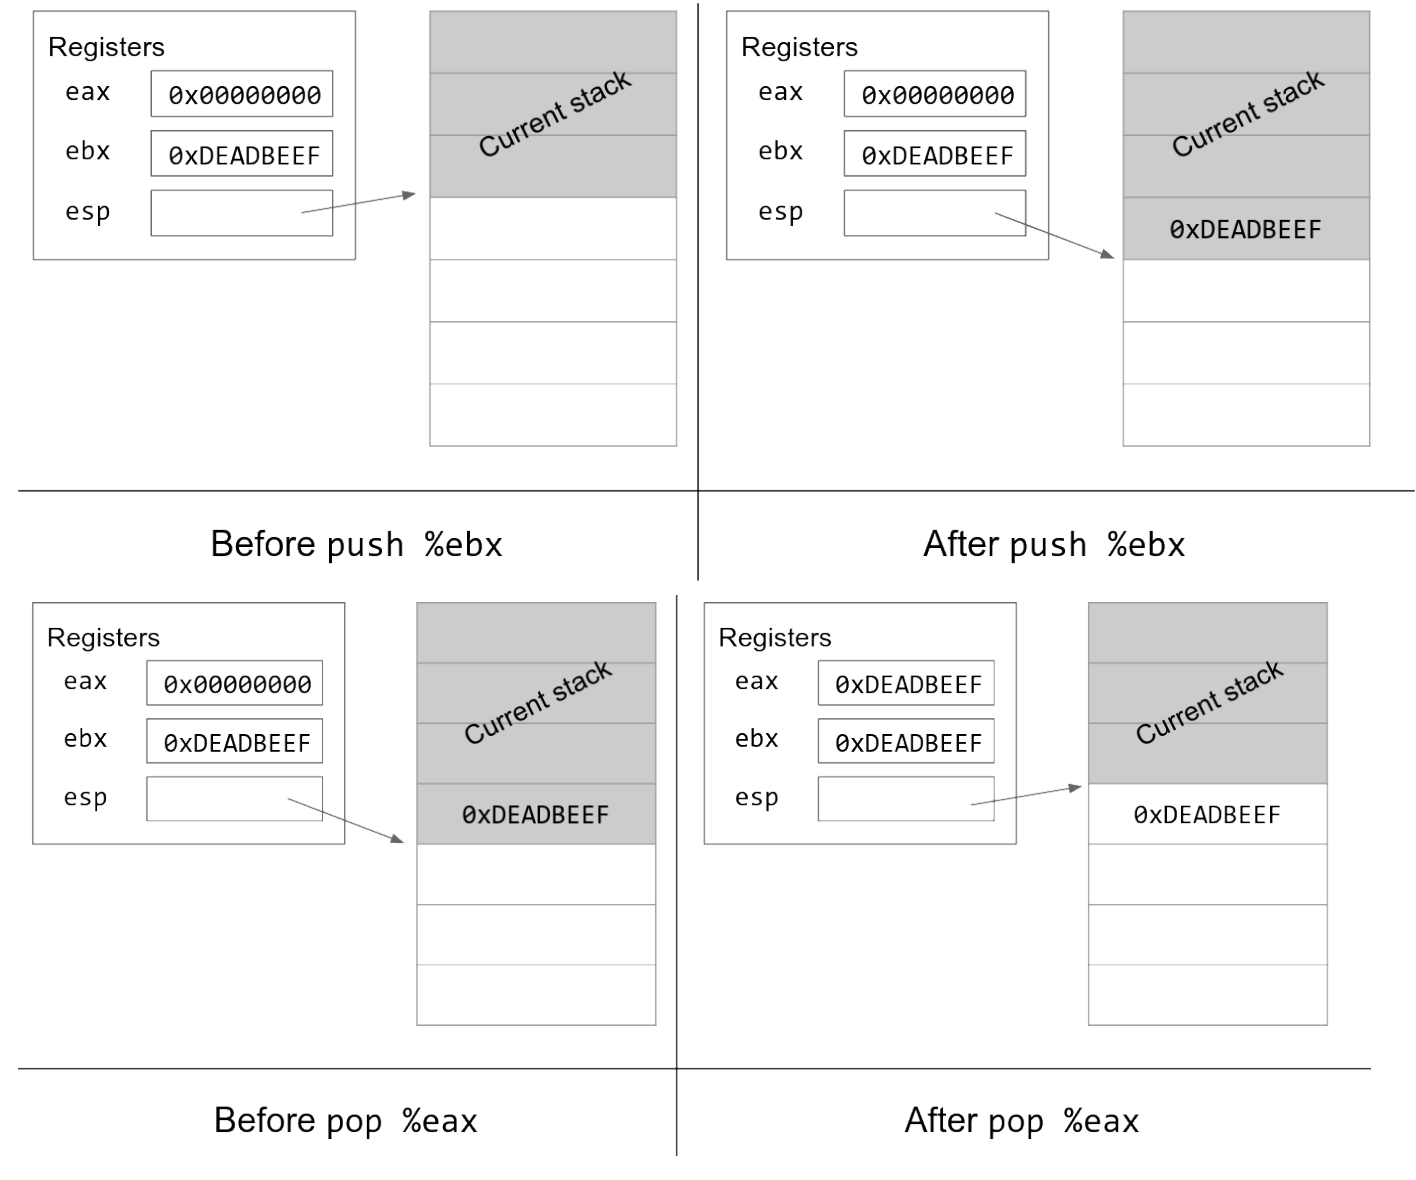 Registers
eax 0x00000000
ebx 0xDEADBEEF
esp
Current stack
Before push %ebx
Registers
eax 0x00000000
ebx 0xDEADBEEF
esp
Current stack
0xDEADBEEF
After push %ebx
Registers
eax 0x00000000
ebx 0xDEADBEEF
esp
Current stack
0xDEADBEEF
Before pop %eax
Registers
eax 0xDEADBEEF
ebx 0xDEADBEEF
esp
Current stack
0xDEADBEEF
After pop %eax